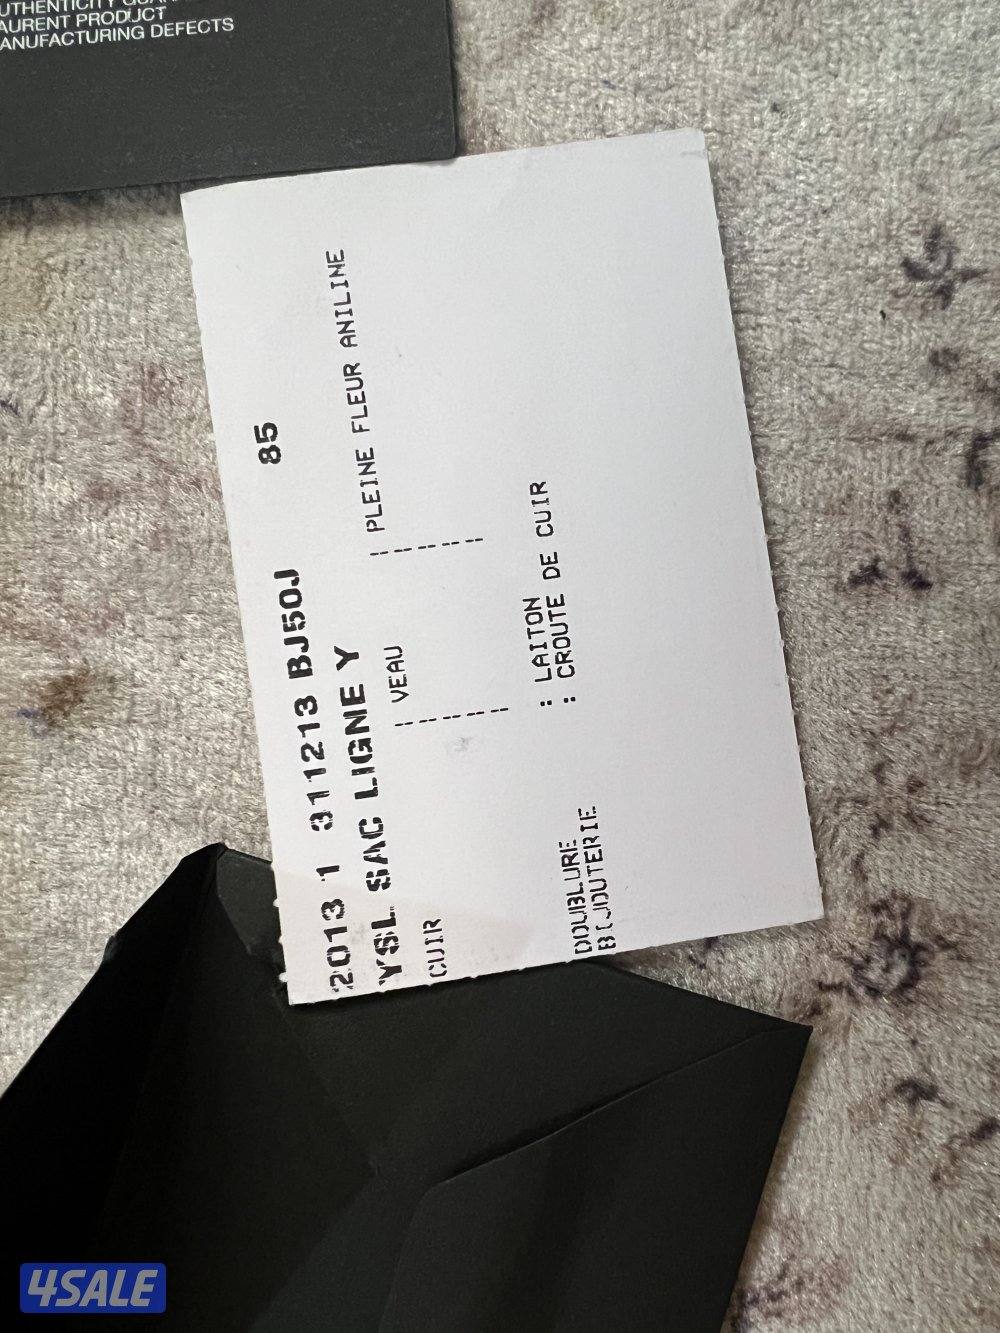 UTHENTICITY GUAR
AURENT PRODUCT
ANUFACTURING DEFECTS
2013 1 311213 BJ50J 85
YSL SAC LIGNE Y
CUIR ¦ VEAU ¦ PLEINE FLEUR ANILINE
DOUBLURE : LAITON
BIJOUTERIE : CROUTE DE CUIR
4SALE